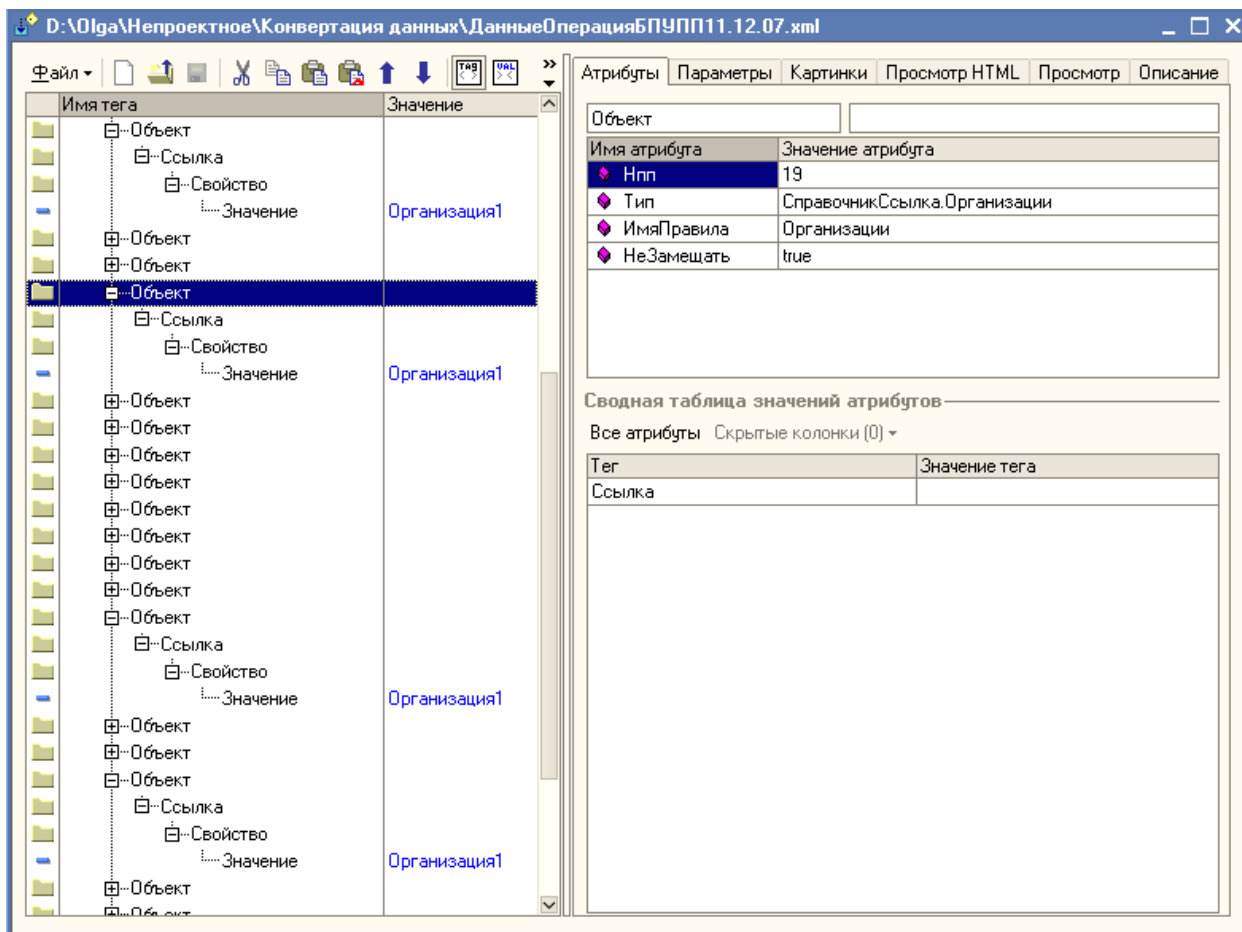 D:\Olga\Непроектное\Конвертация данных\ДанныеОперацияБПУПП11.12.07.xml
Файл
TAG
VAL
Имя тега Значение
Объект
Ссылка
Свойство
Значение Организация1
Объект
Объект
Объект
Ссылка
Свойство
Значение Организация1
Объект
Объект
Объект
Объект
Объект
Объект
Объект
Объект
Объект
Ссылка
Свойство
Значение Организация1
Объект
Объект
Объект
Ссылка
Свойство
Значение Организация1
Объект
Объект
Атрибуты Параметры Картинки Просмотр HTML Просмотр Описание
Объект
Имя атрибута Значение атрибута
Нпп 19
Тип СправочникСсылка.Организации
ИмяПравила Организации
НеЗамещать true
Сводная таблица значений атрибутов
Все атрибуты Скрытые колонки (0)
Тег Значение тега
Ссылка